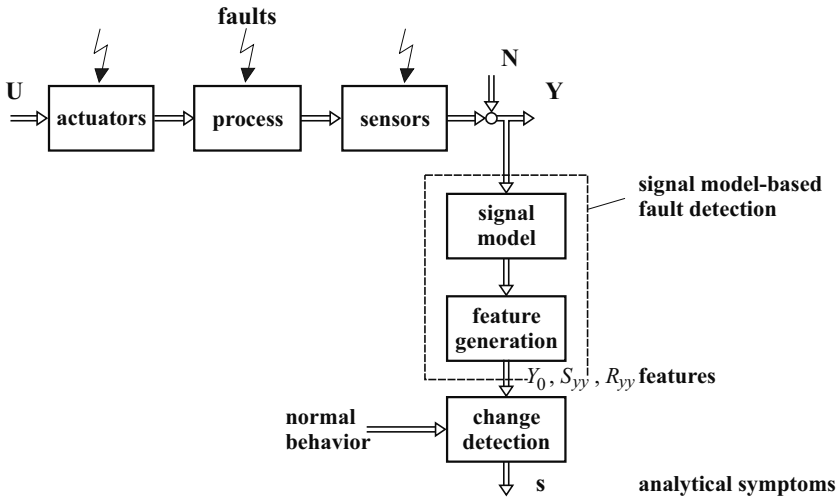 faults
N
U
Y
actuators
process
sensors
signal model-based
fault detection
signal
model
feature
generation
Y0 , Syy , Ryy features
normal
behavior
change
detection
s
analytical symptoms